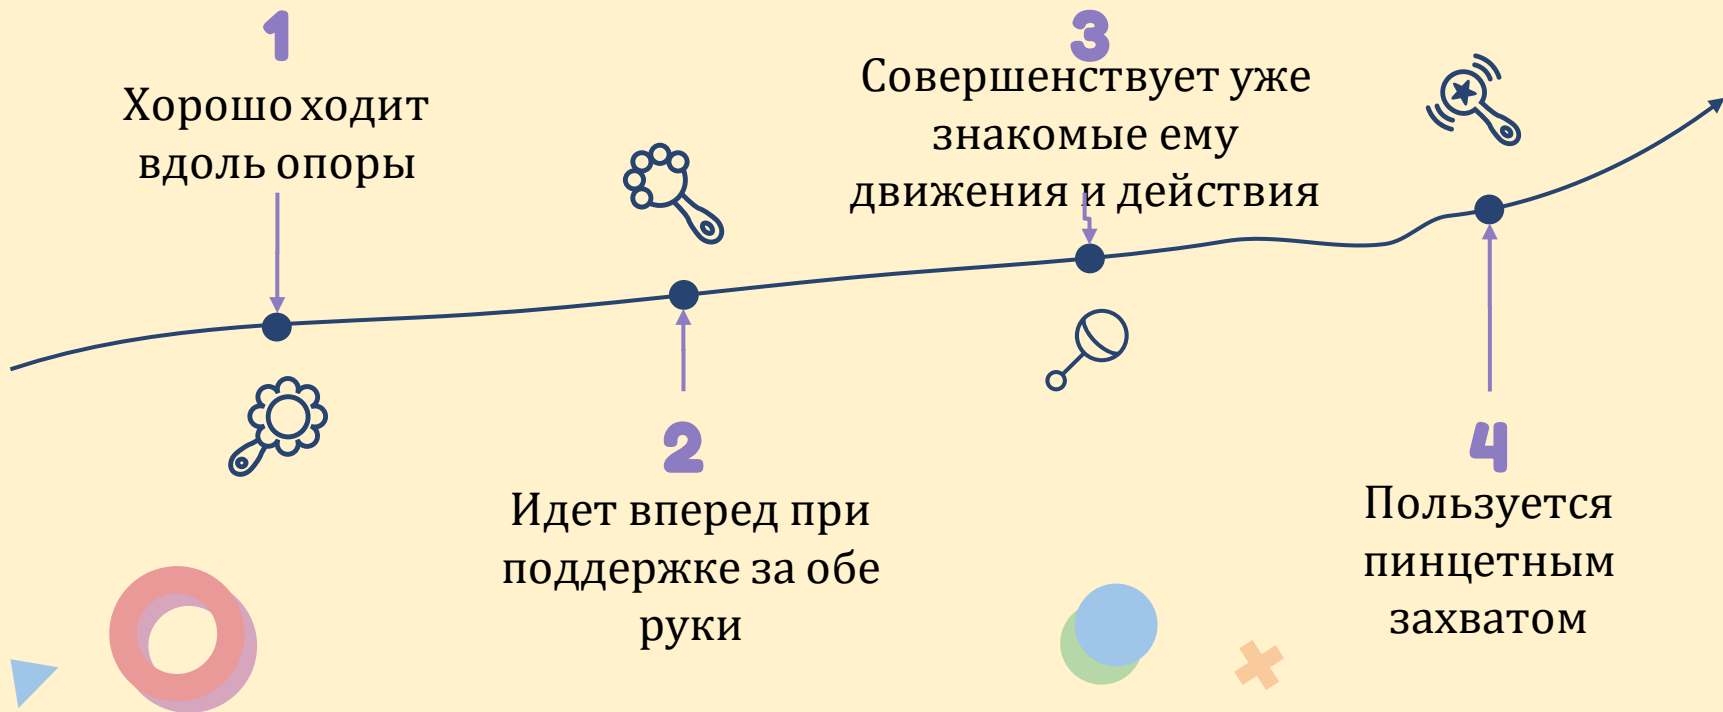 1
Хорошо ходит
вдоль опоры
2
Идет вперед при
поддержке за обе
руки
3
Совершенствует уже
знакомые ему
движения и действия
4
Пользуется
пинцетным
захватом